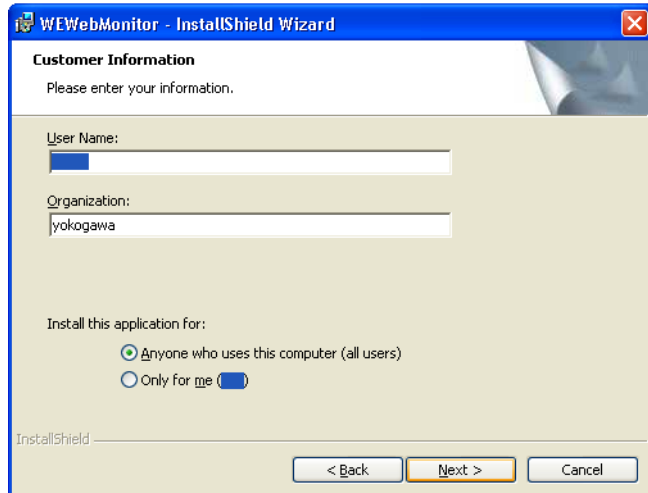 WEWebMonitor - InstallShield Wizard
Customer Information
Please enter your information.
User Name:
Organization:
yokogawa
Install this application for:
Anyone who uses this computer (all users)
Only for me ( )
InstallShield
< Back Next > Cancel